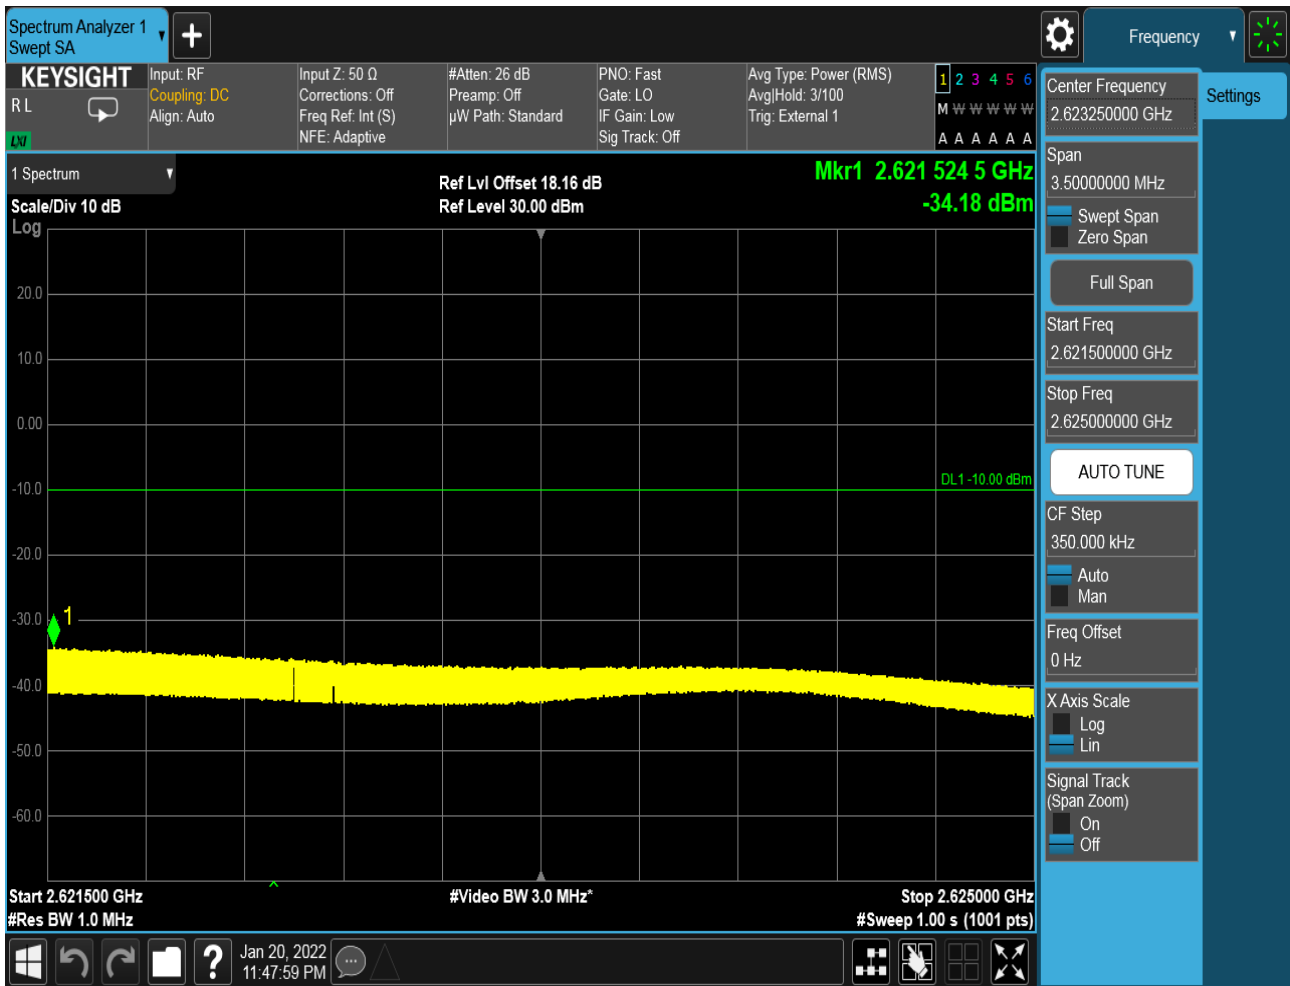 Spectrum Analyzer 1
Swept SA
Frequency
KEYSIGHT
R L
LXI
Input: RF
Coupling: DC
Align: Auto
Input Z: 50 Ω
Corrections: Off
Freq Ref: Int (S)
NFE: Adaptive
#Atten: 26 dB
Preamp: Off
µW Path: Standard
PNO: Fast
Gate: LO
IF Gain: Low
Sig Track: Off
Avg Type: Power (RMS)
Avg|Hold: 3/100
Trig: External 1
1 2 3 4 5 6
M W W W W W
A A A A A A
1 Spectrum
Scale/Div 10 dB
Log
Ref Lvl Offset 18.16 dB
Ref Level 30.00 dBm
Mkr1 2.621 524 5 GHz
-34.18 dBm
20.0
10.0
0.00
-10.0
DL1 -10.00 dBm
-20.0
-30.0
1
-40.0
-50.0
-60.0
Start 2.621500 GHz
#Res BW 1.0 MHz
#Video BW 3.0 MHz*
Stop 2.625000 GHz
#Sweep 1.00 s (1001 pts)
Center Frequency
2.623250000 GHz
Settings
Span
3.50000000 MHz
Swept Span
Zero Span
Full Span
Start Freq
2.621500000 GHz
Stop Freq
2.625000000 GHz
AUTO TUNE
CF Step
350.000 kHz
Auto
Man
Freq Offset
0 Hz
X Axis Scale
Log
Lin
Signal Track
(Span Zoom)
On
Off
?
Jan 20, 2022
11:47:59 PM